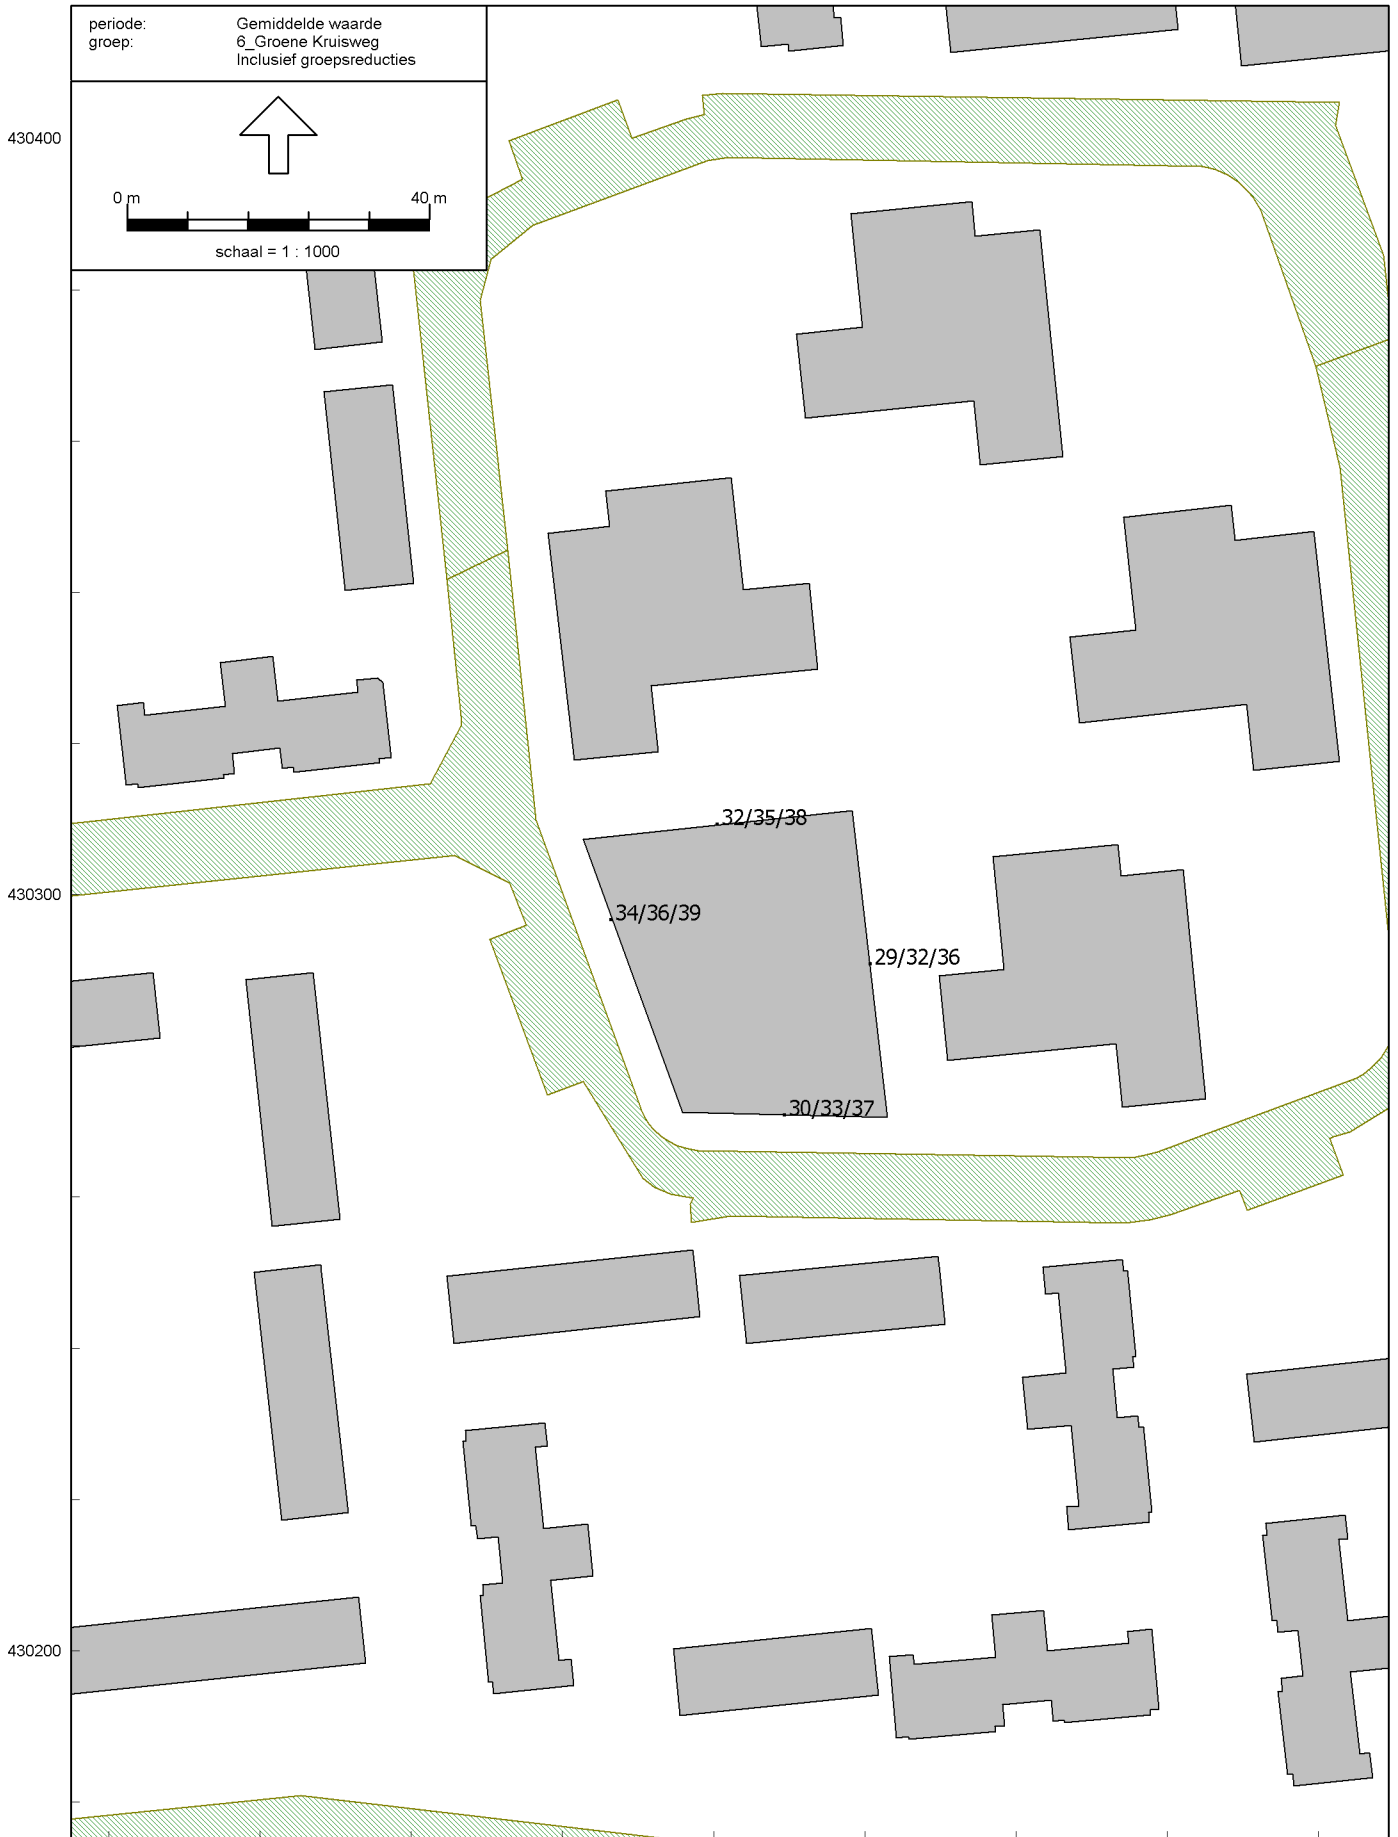 periode: Gemiddelde waarde
groep: 6_Groene Kruisweg
Inclusief groepsreducties
430400
0 m 40 m
schaal = 1 : 1000
.32/35/38
430300
.34/36/39
.29/32/36
.30/33/37
430200